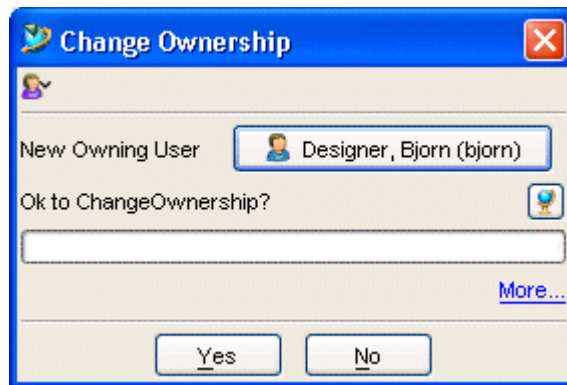 Change Ownership
New Owning User
Designer, Bjorn (bjorn)
Ok to ChangeOwnership?
More...
Yes
No